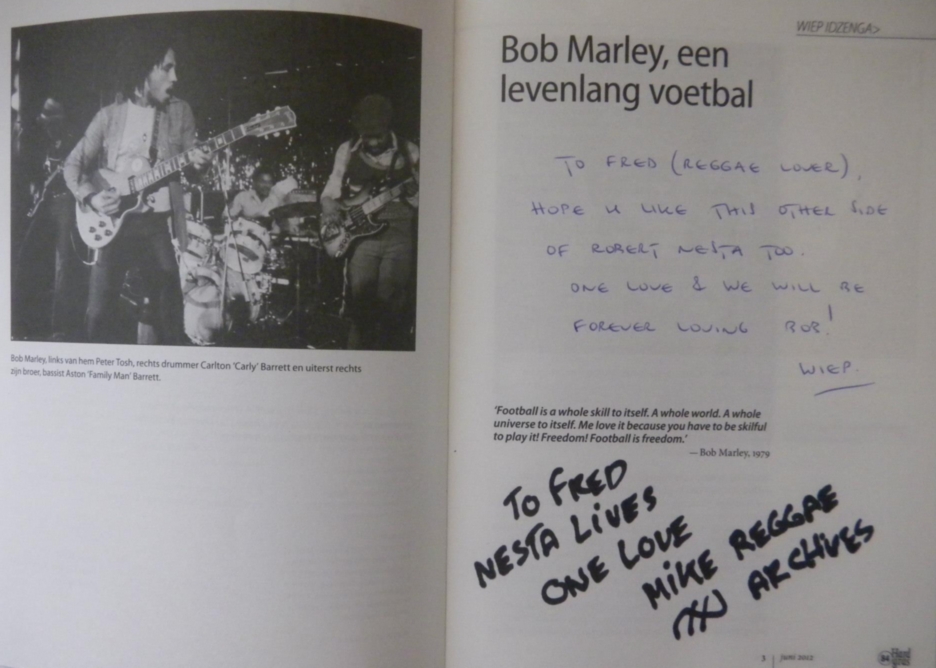 Bob Marley, links van hem Peter Tosh, rechts drummer Carlton 'Carly' Barrett en uiterst rechts
zijn broer, bassist Aston 'Family Man' Barrett.
WIEP IDZENGA>
Bob Marley, een
levenlang voetbal
TO FRED (REGGAE LOVER),
HOPE U LIKE THIS OTHER SIDE
OF ROBERT NESTA TOO.
ONE LOVE & WE WILL BE
FOREVER LOVING BOB!
WIEP.
'Football is a whole skill to itself. A whole world. A whole
universe to itself. Me love it because you have to be skilful
to play it! Freedom! Football is freedom.'
— Bob Marley, 1979
TO FRED
NESTA LIVES
ONE LOVE
MIKE REGGAE
ARCHIVES
3 | juni 2012